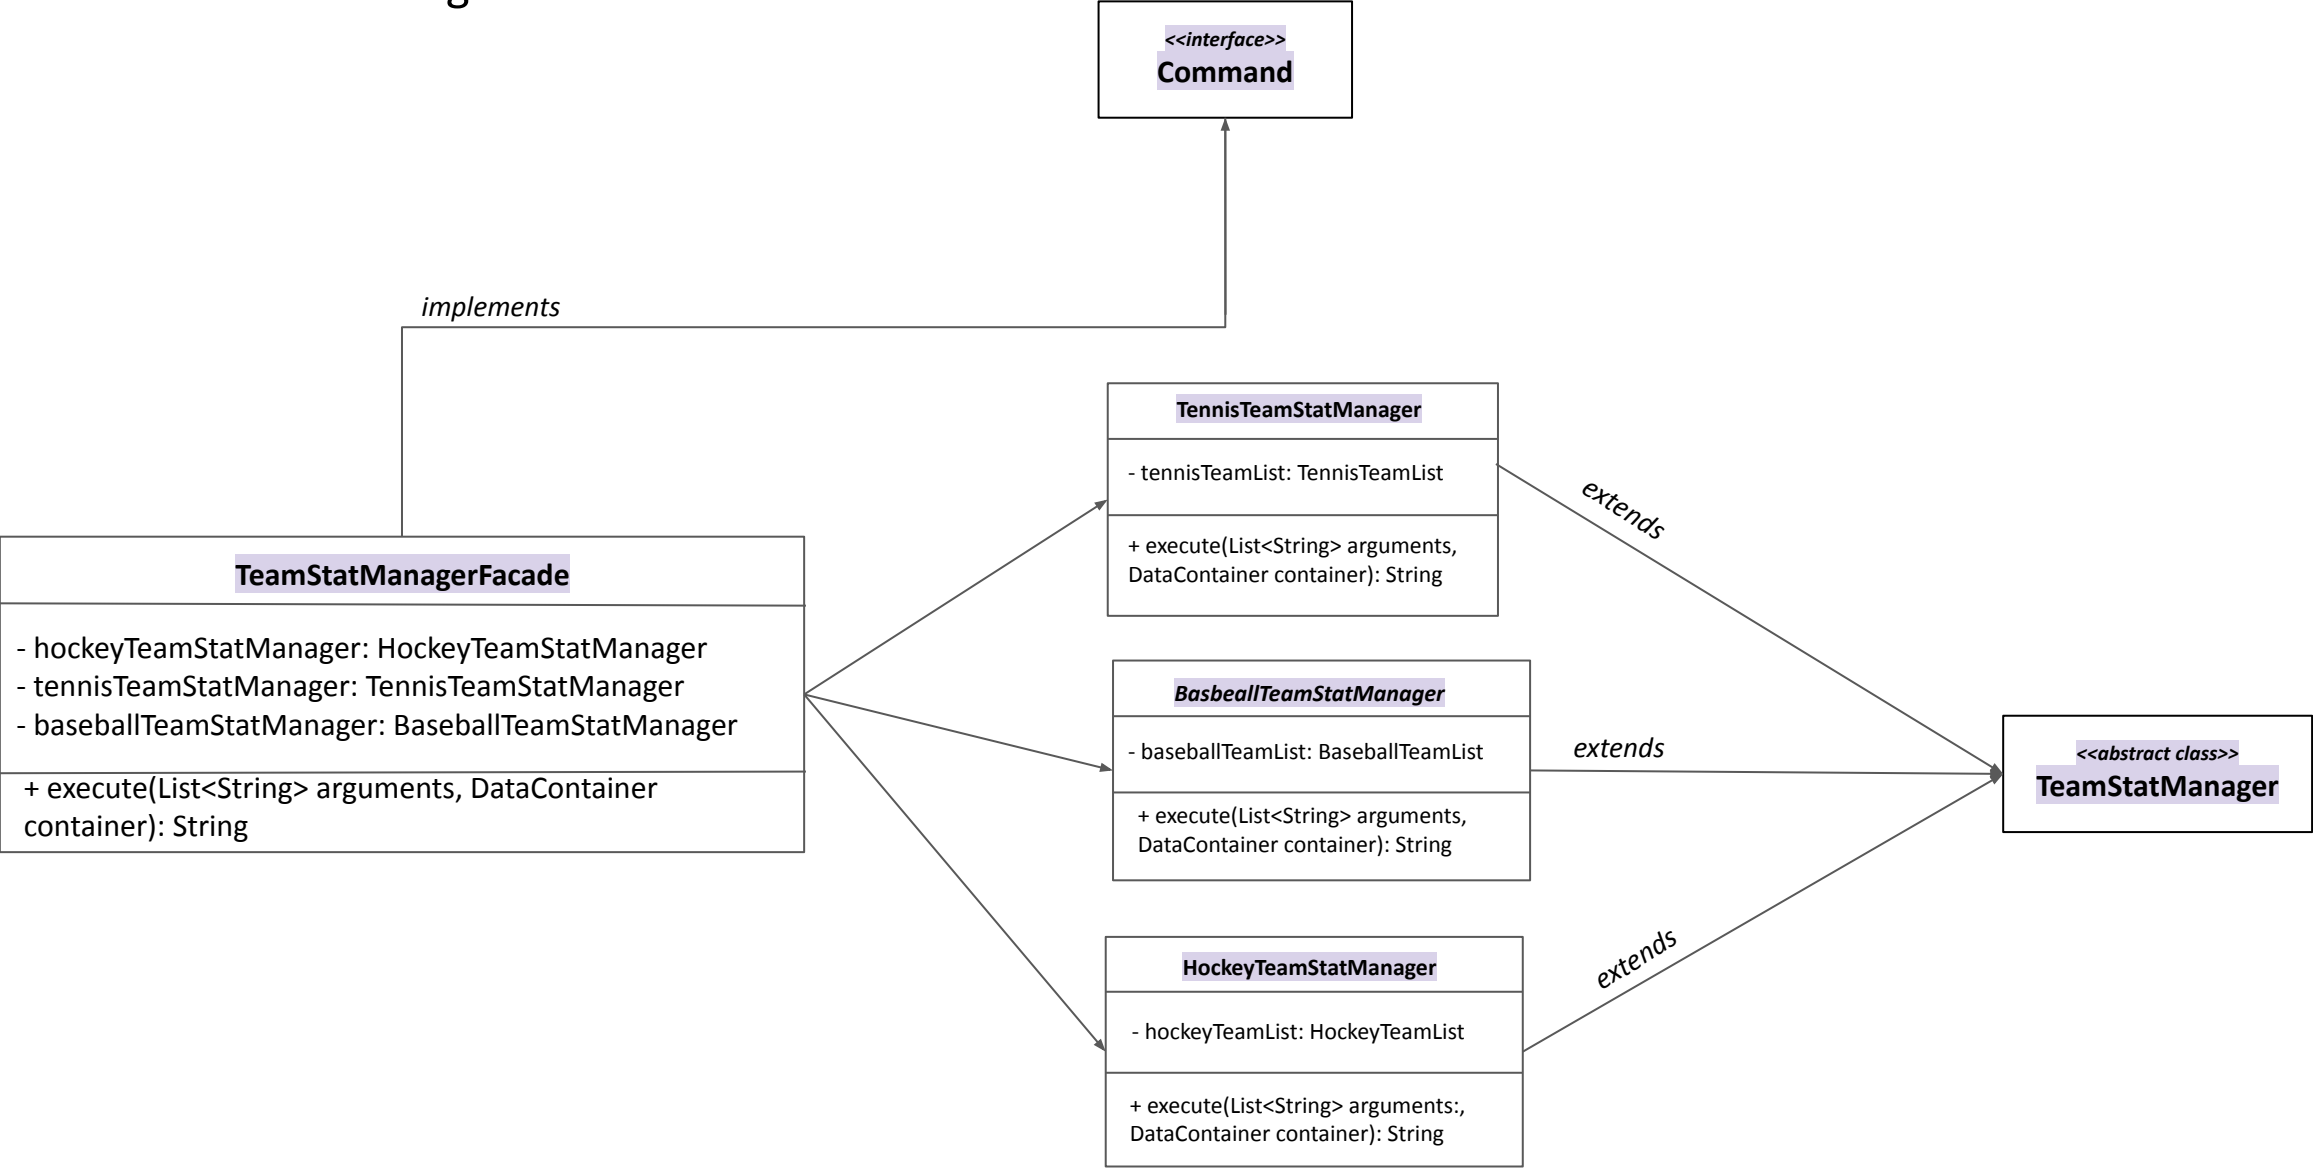 <<interface>>
Command
implements
TennisTeamStatManager
- tennisTeamList: TennisTeamList
+ execute(List<String> arguments,
DataContainer container): String
extends
TeamStatManagerFacade
- hockeyTeamStatManager: HockeyTeamStatManager
- tennisTeamStatManager: TennisTeamStatManager
- baseballTeamStatManager: BaseballTeamStatManager
+ execute(List<String> arguments, DataContainer
container): String
BasbeallTeamStatManager
- baseballTeamList: BaseballTeamList
+ execute(List<String> arguments,
DataContainer container): String
extends
<<abstract class>>
TeamStatManager
HockeyTeamStatManager
- hockeyTeamList: HockeyTeamList
+ execute(List<String> arguments:,
DataContainer container): String
extends